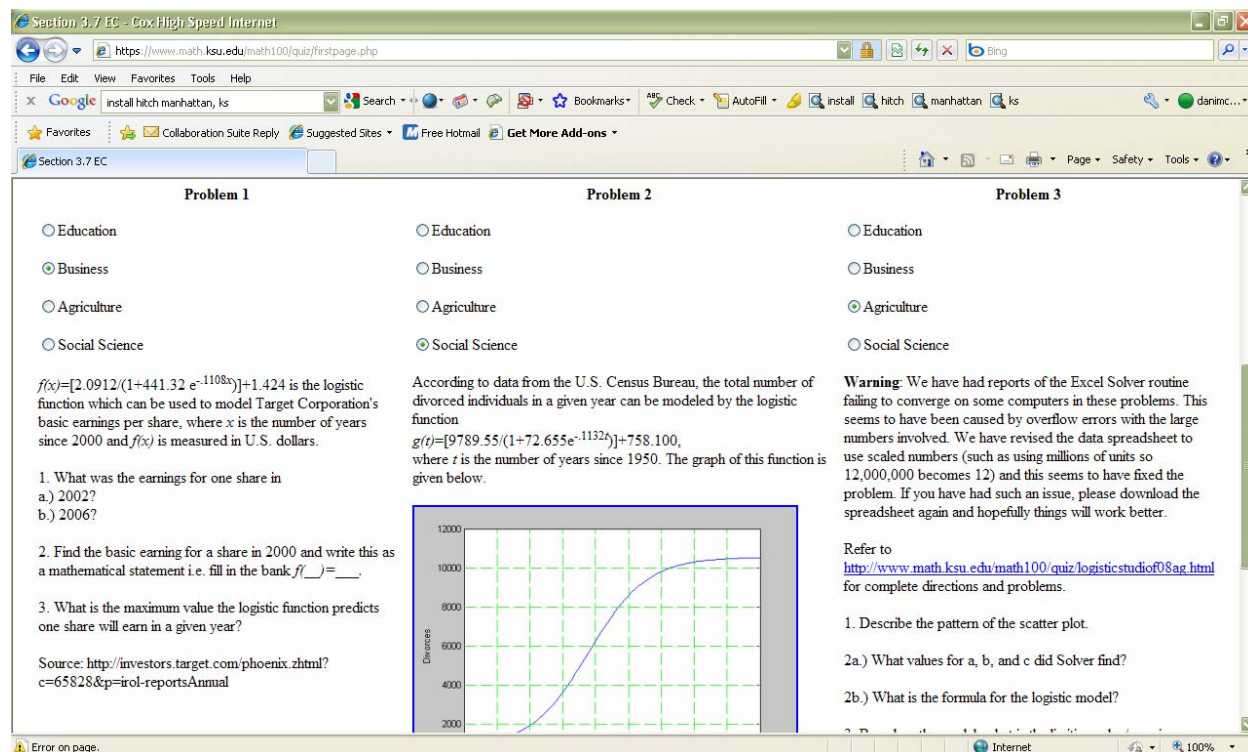 Section 3.7 EC - Cox High Speed Internet
https://www.math.ksu.edu/math100/quiz/firstpage.php
Bing
File Edit View Favorites Tools Help
x Google install hitch manhattan, ks Search Bookmarks ABC Check AutoFill install hitch manhattan ks danimc...
Favorites Collaboration Suite Reply Suggested Sites Free Hotmail Get More Add-ons
Section 3.7 EC Page Safety Tools
Problem 1
Education
Business
Agriculture
Social Science
f(x)=[2.0912/(1+441.32 e^-.1108x)]+1.424 is the logistic
function which can be used to model Target Corporation's
basic earnings per share, where x is the number of years
since 2000 and f(x) is measured in U.S. dollars.
1. What was the earnings for one share in
a.) 2002?
b.) 2006?
2. Find the basic earning for a share in 2000 and write this as
a mathematical statement i.e. fill in the bank f(__)=___.
3. What is the maximum value the logistic function predicts
one share will earn in a given year?
Source: http://investors.target.com/phoenix.zhtml?
c=65828&p=irol-reportsAnnual
Problem 2
Education
Business
Agriculture
Social Science
According to data from the U.S. Census Bureau, the total number of
divorced individuals in a given year can be modeled by the logistic
function
g(t)=[9789.55/(1+72.655e^-.1132t)]+758.100,
where t is the number of years since 1950. The graph of this function is
given below.
12000
10000
8000
6000
4000
2000
Divorces
Problem 3
Education
Business
Agriculture
Social Science
Warning: We have had reports of the Excel Solver routine
failing to converge on some computers in these problems. This
seems to have been caused by overflow errors with the large
numbers involved. We have revised the data spreadsheet to
use scaled numbers (such as using millions of units so
12,000,000 becomes 12) and this seems to have fixed the
problem. If you have had such an issue, please download the
spreadsheet again and hopefully things will work better.
Refer to
http://www.math.ksu.edu/math100/quiz/logisticstudiof08ag.html
for complete directions and problems.
1. Describe the pattern of the scatter plot.
2a.) What values for a, b, and c did Solver find?
2b.) What is the formula for the logistic model?
Error on page. Internet 100%